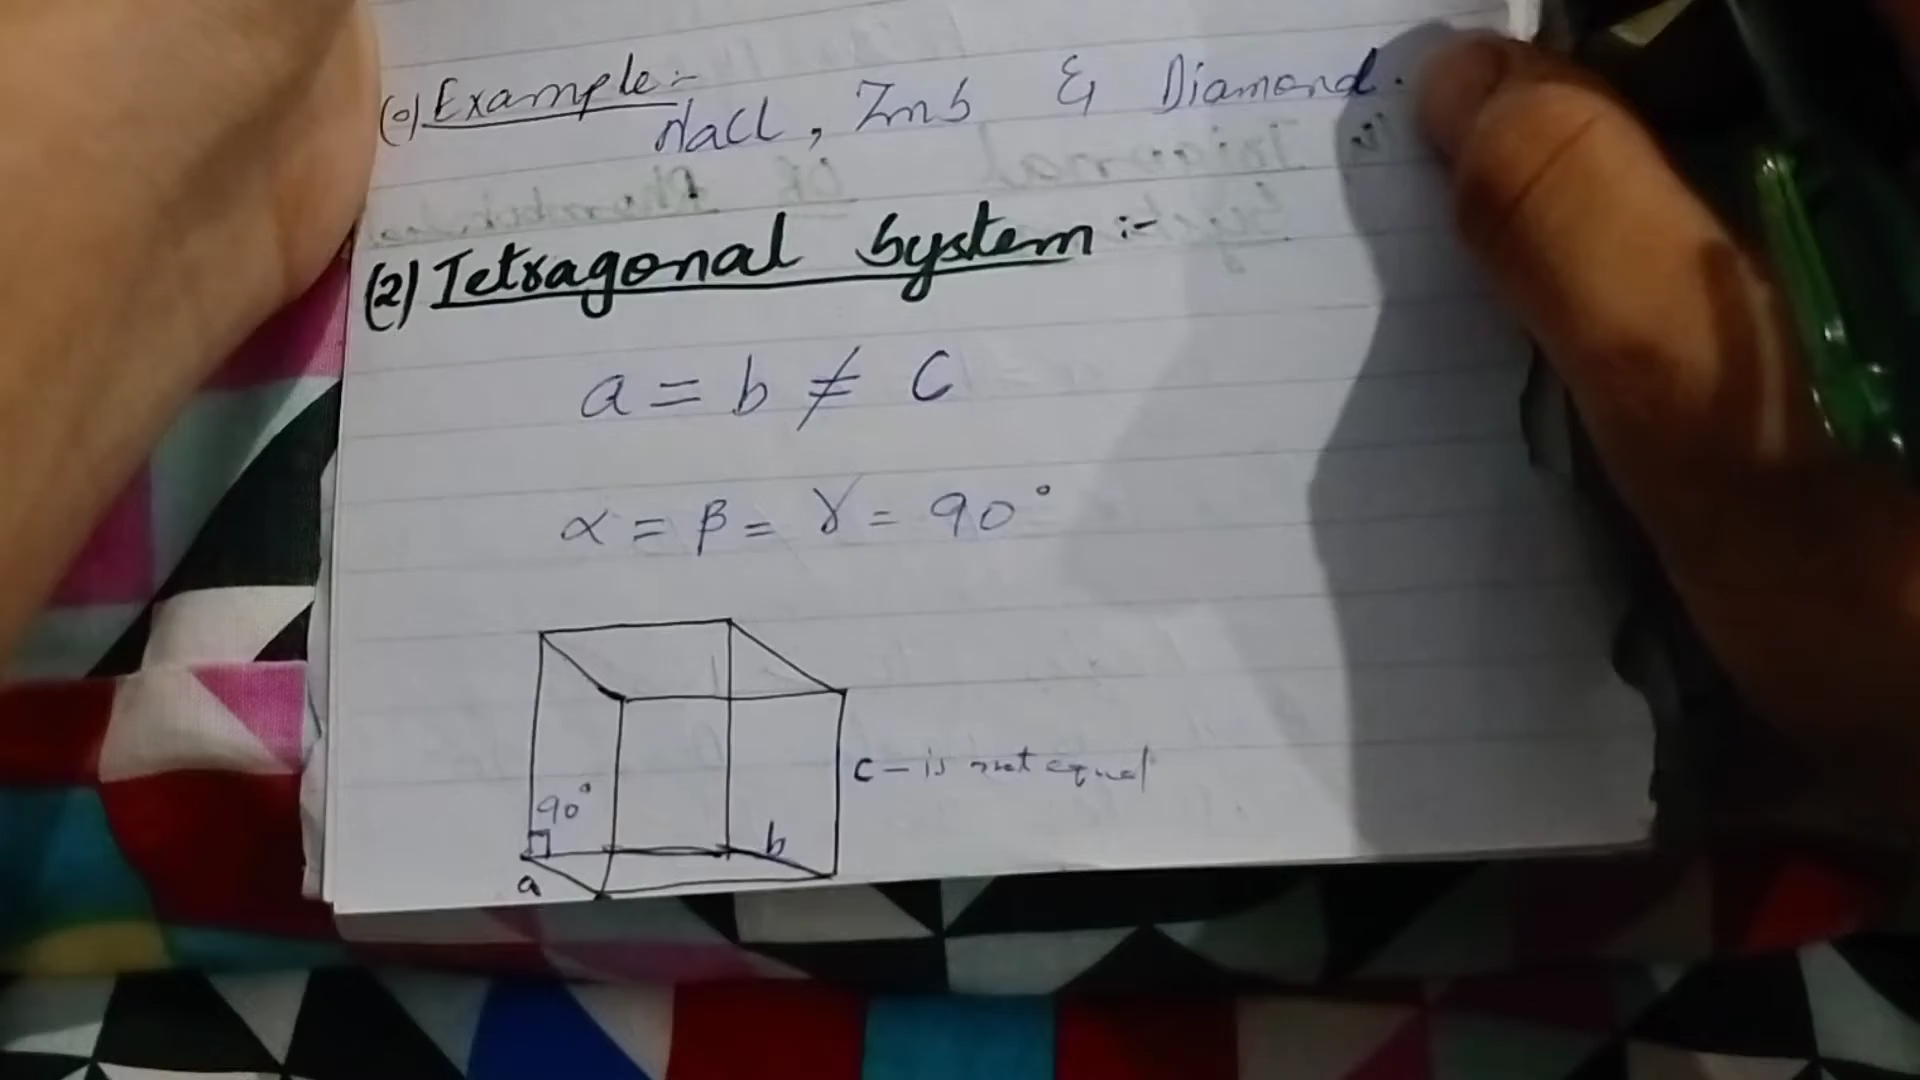 (c) Example :-
NaCl, ZnS & Diamond.
(2) Tetragonal System :-
a = b ≠ c
α = β = γ = 90°
90°
c - is not equal
b
a